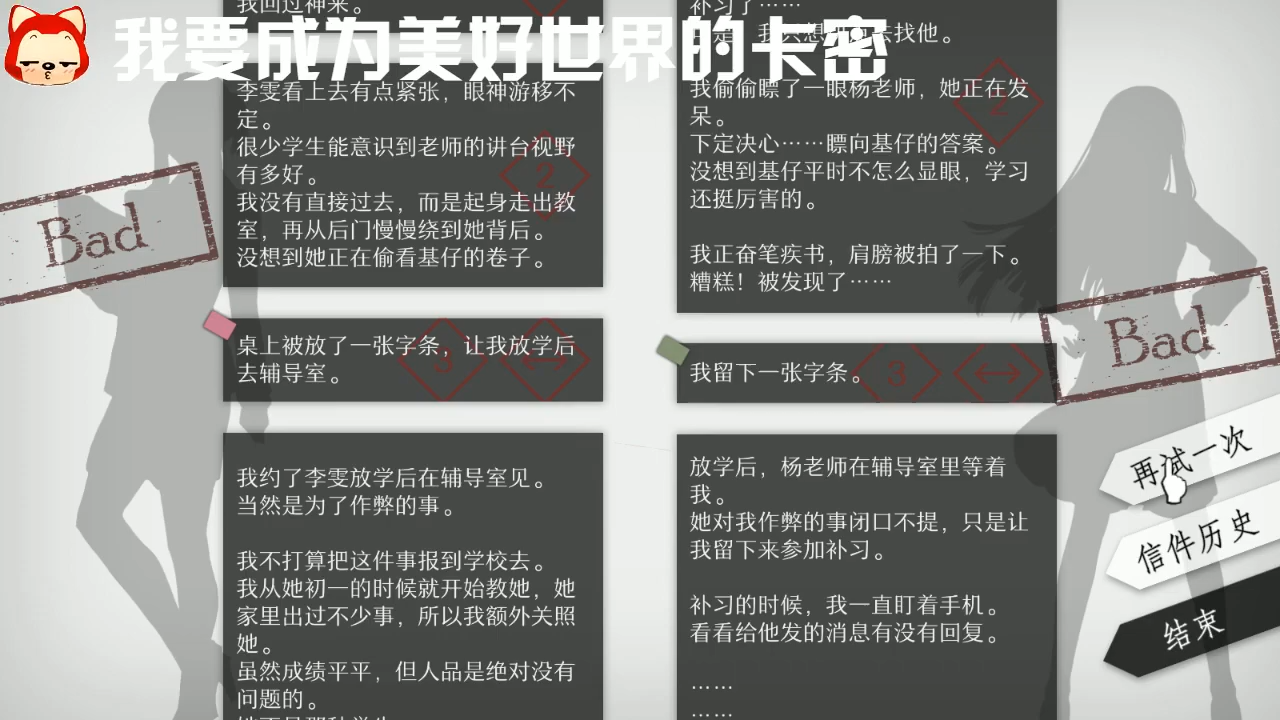 我要成为美好世界的卡密
我回过神来。
李雯看上去有点紧张，眼神游移不
定。
很少学生能意识到老师的讲台视野
有多好。
我没有直接过去，而是起身走出教
室，再从后门慢慢绕到她背后。
没想到她正在偷看基仔的卷子。
2
桌上被放了一张字条，让我放学后
去辅导室。
3
我约了李雯放学后在辅导室见。
当然是为了作弊的事。
我不打算把这件事报到学校去。
我从她初一的时候就开始教她，她
家里出过不少事，所以我额外关照
她。
虽然成绩平平，但人品是绝对没有
问题的。
Bad
补习了……
找他。
我偷偷瞟了一眼杨老师，她正在发
呆。
下定决心……瞟向基仔的答案。
没想到基仔平时不怎么显眼，学习
还挺厉害的。
我正奋笔疾书，肩膀被拍了一下。
糟糕！被发现了……
2
我留下一张字条。
3
放学后，杨老师在辅导室里等着
我。
她对我作弊的事闭口不提，只是让
我留下来参加补习。
补习的时候，我一直盯着手机。
看看给他发的消息有没有回复。
……
……
Bad
再试一次
信件历史
结束